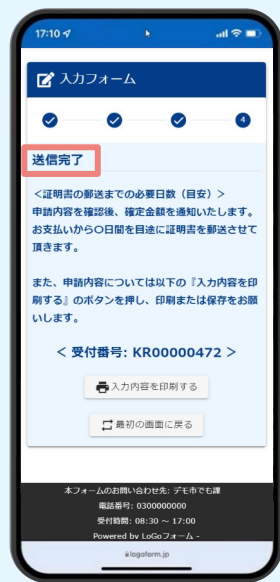 17:10
入力フォーム
4
送信完了
<証明書の郵送までの必要日数（目安）>
申請内容を確認後、確定金額を通知いたします。
お支払いから〇日間を目途に証明書を郵送させて
頂きます。
また、申請内容については以下の『入力内容を印
刷する』のボタンを押し、印刷または保存をお願
いします。
< 受付番号: KR00000472 >
入力内容を印刷する
最初の画面に戻る
本フォームのお問い合わせ先: デモ市でも課
電話番号: 0300000000
受付時間: 08:30 ～ 17:00
Powered by LoGoフォーム -
logoform.jp